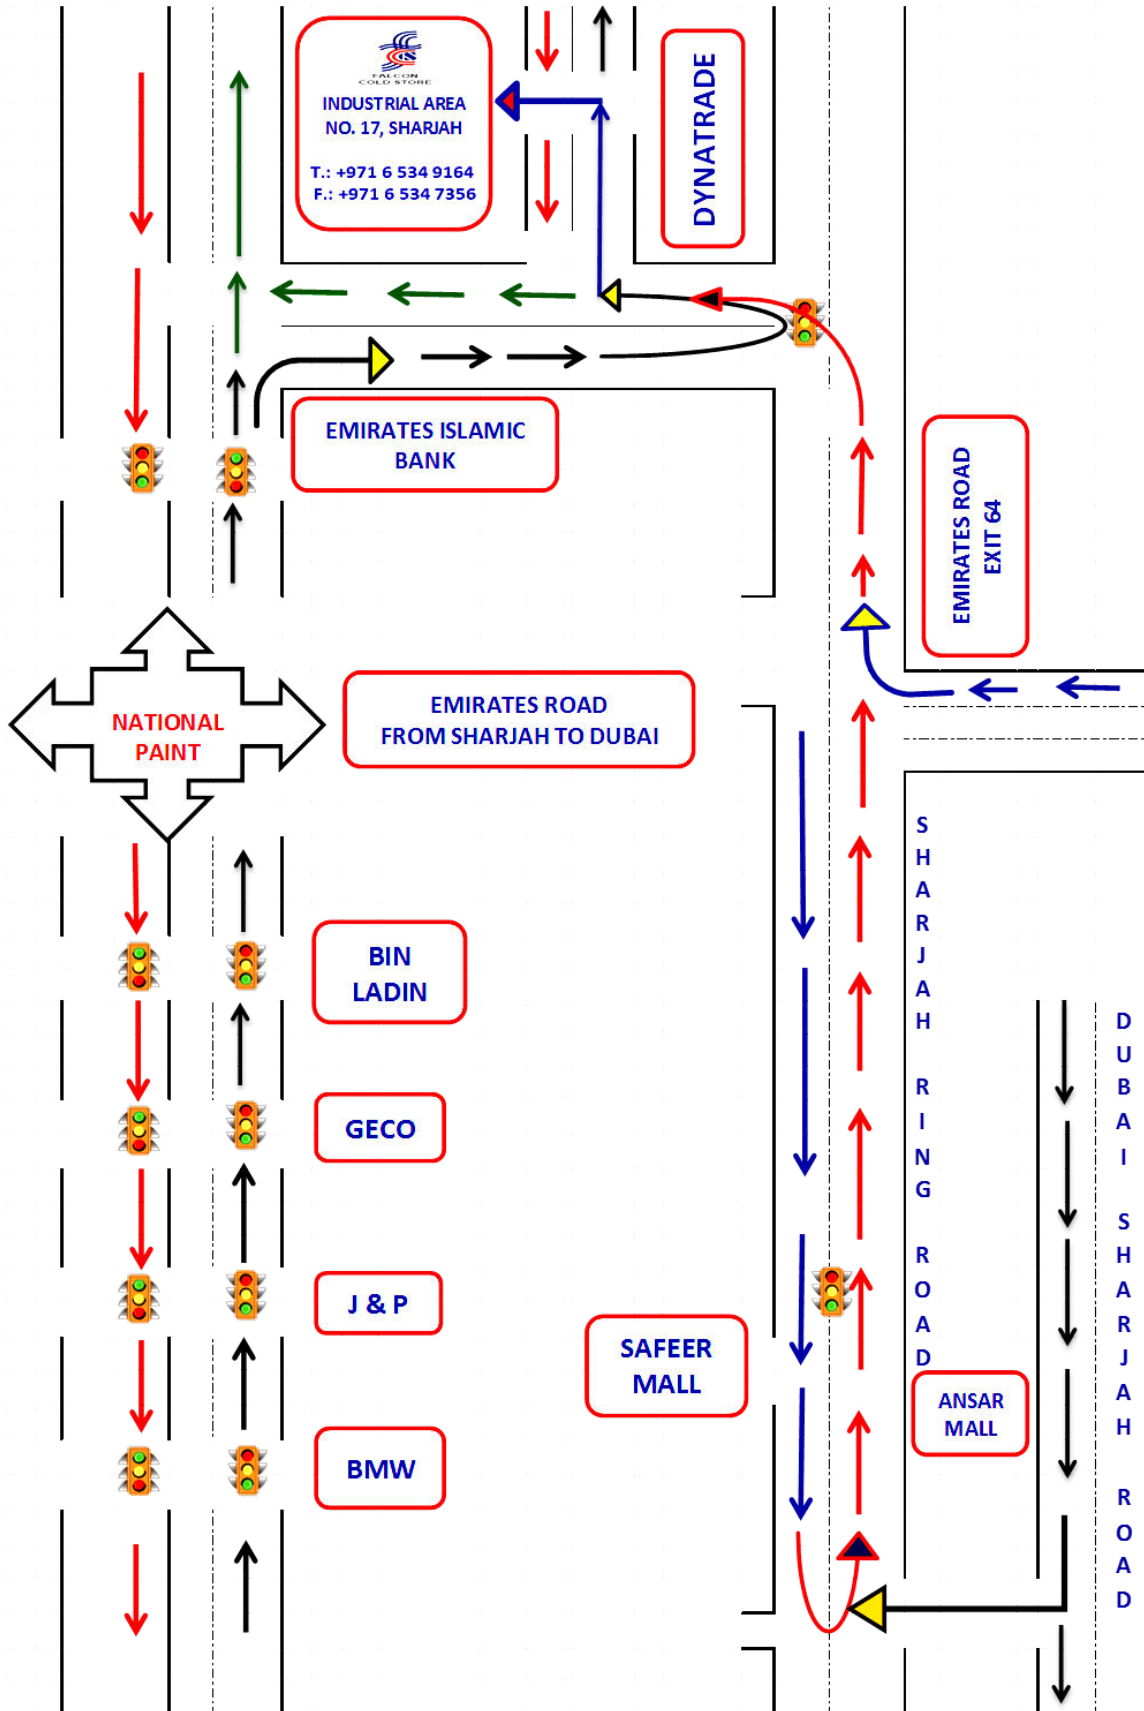 FALCON
COLD STORE
INDUSTRIAL AREA
NO. 17, SHARJAH
T.: +971 6 534 9164
F.: +971 6 534 7356
DYNATRADE
EMIRATES ISLAMIC
BANK
EMIRATES ROAD
EXIT 64
NATIONAL
PAINT
EMIRATES ROAD
FROM SHARJAH TO DUBAI
SHARJAH RING ROAD
DUBAI SHARJAH ROAD
BIN
LADIN
GECO
J & P
SAFEER
MALL
ANSAR
MALL
BMW